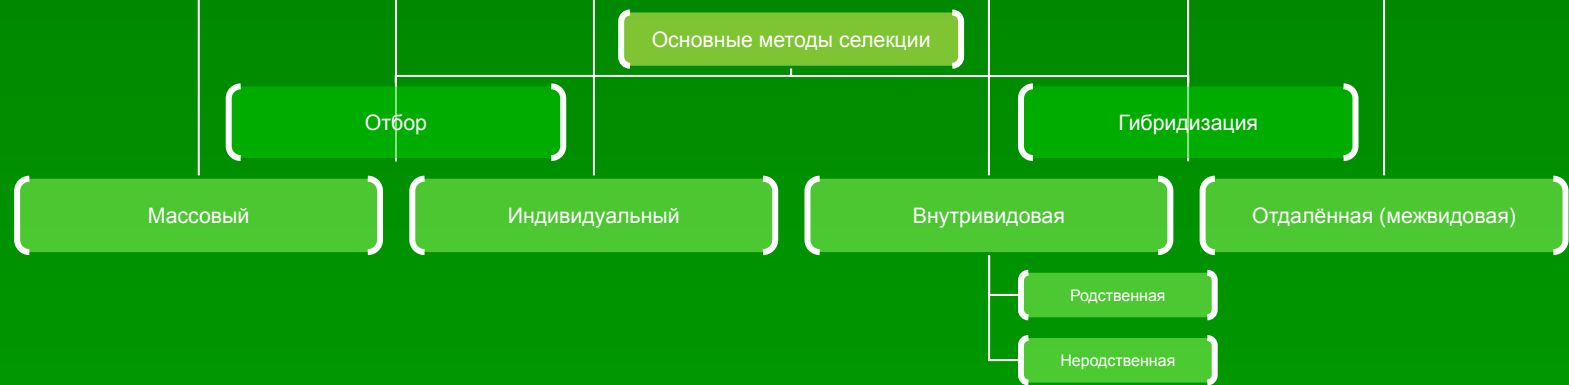 Основные методы селекции
Отбор
Гибридизация
Массовый
Индивидуальный
Внутривидовая
Отдалённая (межвидовая)
Родственная
Неродственная